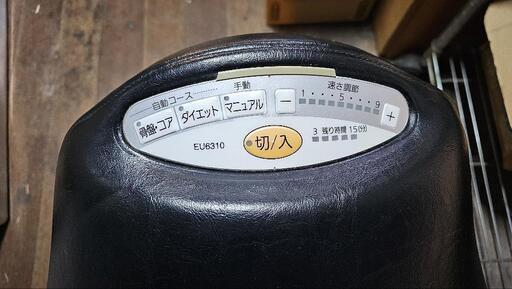 自動コース 手動 速さ調節
1・・5・・・9
骨盤・コア ダイエット マニュアル − +
EU6310 切/入 3 残り時間 15(分)